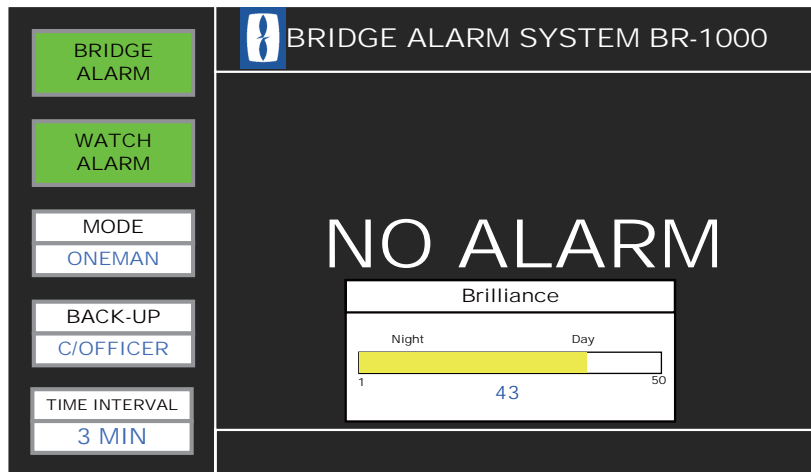 BRIDGE
ALARM
WATCH
ALARM
MODE
ONEMAN
BACK-UP
C/OFFICER
TIME INTERVAL
3 MIN
BRIDGE ALARM SYSTEM BR-1000
NO ALARM
Brilliance
Night Day
1 50
43